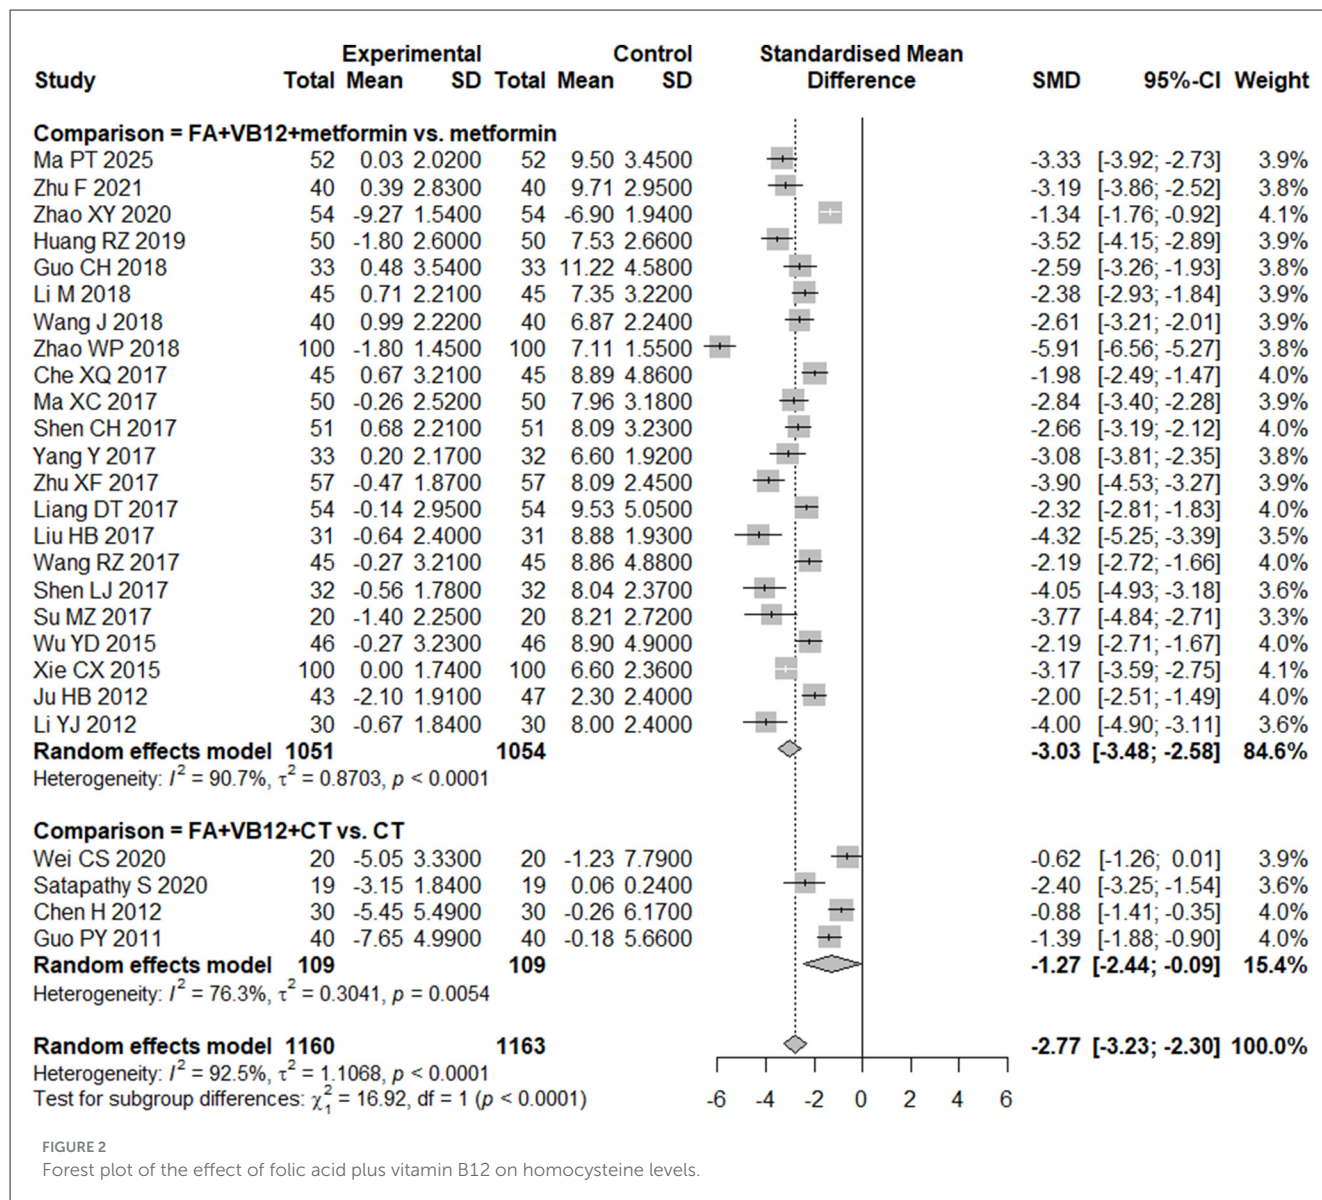 Experimental Control Standardised Mean
Study Total Mean SD Total Mean SD Difference SMD 95%-CI Weight
Comparison = FA+VB12+metformin vs. metformin
Ma PT 2025 52 0.03 2.0200 52 9.50 3.4500 -3.33 [-3.92; -2.73] 3.9%
Zhu F 2021 40 0.39 2.8300 40 9.71 2.9500 -3.19 [-3.86; -2.52] 3.8%
Zhao XY 2020 54 -9.27 1.5400 54 -6.90 1.9400 -1.34 [-1.76; -0.92] 4.1%
Huang RZ 2019 50 -1.80 2.6000 50 7.53 2.6600 -3.52 [-4.15; -2.89] 3.9%
Guo CH 2018 33 0.48 3.5400 33 11.22 4.5800 -2.59 [-3.26; -1.93] 3.8%
Li M 2018 45 0.71 2.2100 45 7.35 3.2200 -2.38 [-2.93; -1.84] 3.9%
Wang J 2018 40 0.99 2.2200 40 6.87 2.2400 -2.61 [-3.21; -2.01] 3.9%
Zhao WP 2018 100 -1.80 1.4500 100 7.11 1.5500 -5.91 [-6.56; -5.27] 3.8%
Che XQ 2017 45 0.67 3.2100 45 8.89 4.8600 -1.98 [-2.49; -1.47] 4.0%
Ma XC 2017 50 -0.26 2.5200 50 7.96 3.1800 -2.84 [-3.40; -2.28] 3.9%
Shen CH 2017 51 0.68 2.2100 51 8.09 3.2300 -2.66 [-3.19; -2.12] 4.0%
Yang Y 2017 33 0.20 2.1700 32 6.60 1.9200 -3.08 [-3.81; -2.35] 3.8%
Zhu XF 2017 57 -0.47 1.8700 57 8.09 2.4500 -3.90 [-4.53; -3.27] 3.9%
Liang DT 2017 54 -0.14 2.9500 54 9.53 5.0500 -2.32 [-2.81; -1.83] 4.0%
Liu HB 2017 31 -0.64 2.4000 31 8.88 1.9300 -4.32 [-5.25; -3.39] 3.5%
Wang RZ 2017 45 -0.27 3.2100 45 8.86 4.8800 -2.19 [-2.72; -1.66] 4.0%
Shen LJ 2017 32 -0.56 1.7800 32 8.04 2.3700 -4.05 [-4.93; -3.18] 3.6%
Su MZ 2017 20 -1.40 2.2500 20 8.21 2.7200 -3.77 [-4.84; -2.71] 3.3%
Wu YD 2015 46 -0.27 3.2300 46 8.90 4.9000 -2.19 [-2.71; -1.67] 4.0%
Xie CX 2015 100 0.00 1.7400 100 6.60 2.3600 -3.17 [-3.59; -2.75] 4.1%
Ju HB 2012 43 -2.10 1.9100 47 2.30 2.4000 -2.00 [-2.51; -1.49] 4.0%
Li YJ 2012 30 -0.67 1.8400 30 8.00 2.4000 -4.00 [-4.90; -3.11] 3.6%
Random effects model 1051 1054 -3.03 [-3.48; -2.58] 84.6%
Heterogeneity: I² = 90.7%, τ² = 0.8703, p < 0.0001
Comparison = FA+VB12+CT vs. CT
Wei CS 2020 20 -5.05 3.3300 20 -1.23 7.7900 -0.62 [-1.26; 0.01] 3.9%
Satapathy S 2020 19 -3.15 1.8400 19 0.06 0.2400 -2.40 [-3.25; -1.54] 3.6%
Chen H 2012 30 -5.45 5.4900 30 -0.26 6.1700 -0.88 [-1.41; -0.35] 4.0%
Guo PY 2011 40 -7.65 4.9900 40 -0.18 5.6600 -1.39 [-1.88; -0.90] 4.0%
Random effects model 109 109 -1.27 [-2.44; -0.09] 15.4%
Heterogeneity: I² = 76.3%, τ² = 0.3041, p = 0.0054
Random effects model 1160 1163 -2.77 [-3.23; -2.30] 100.0%
Heterogeneity: I² = 92.5%, τ² = 1.1068, p < 0.0001
Test for subgroup differences: χ₁² = 16.92, df = 1 (p < 0.0001)
-6 -4 -2 0 2 4 6
FIGURE 2
Forest plot of the effect of folic acid plus vitamin B12 on homocysteine levels.